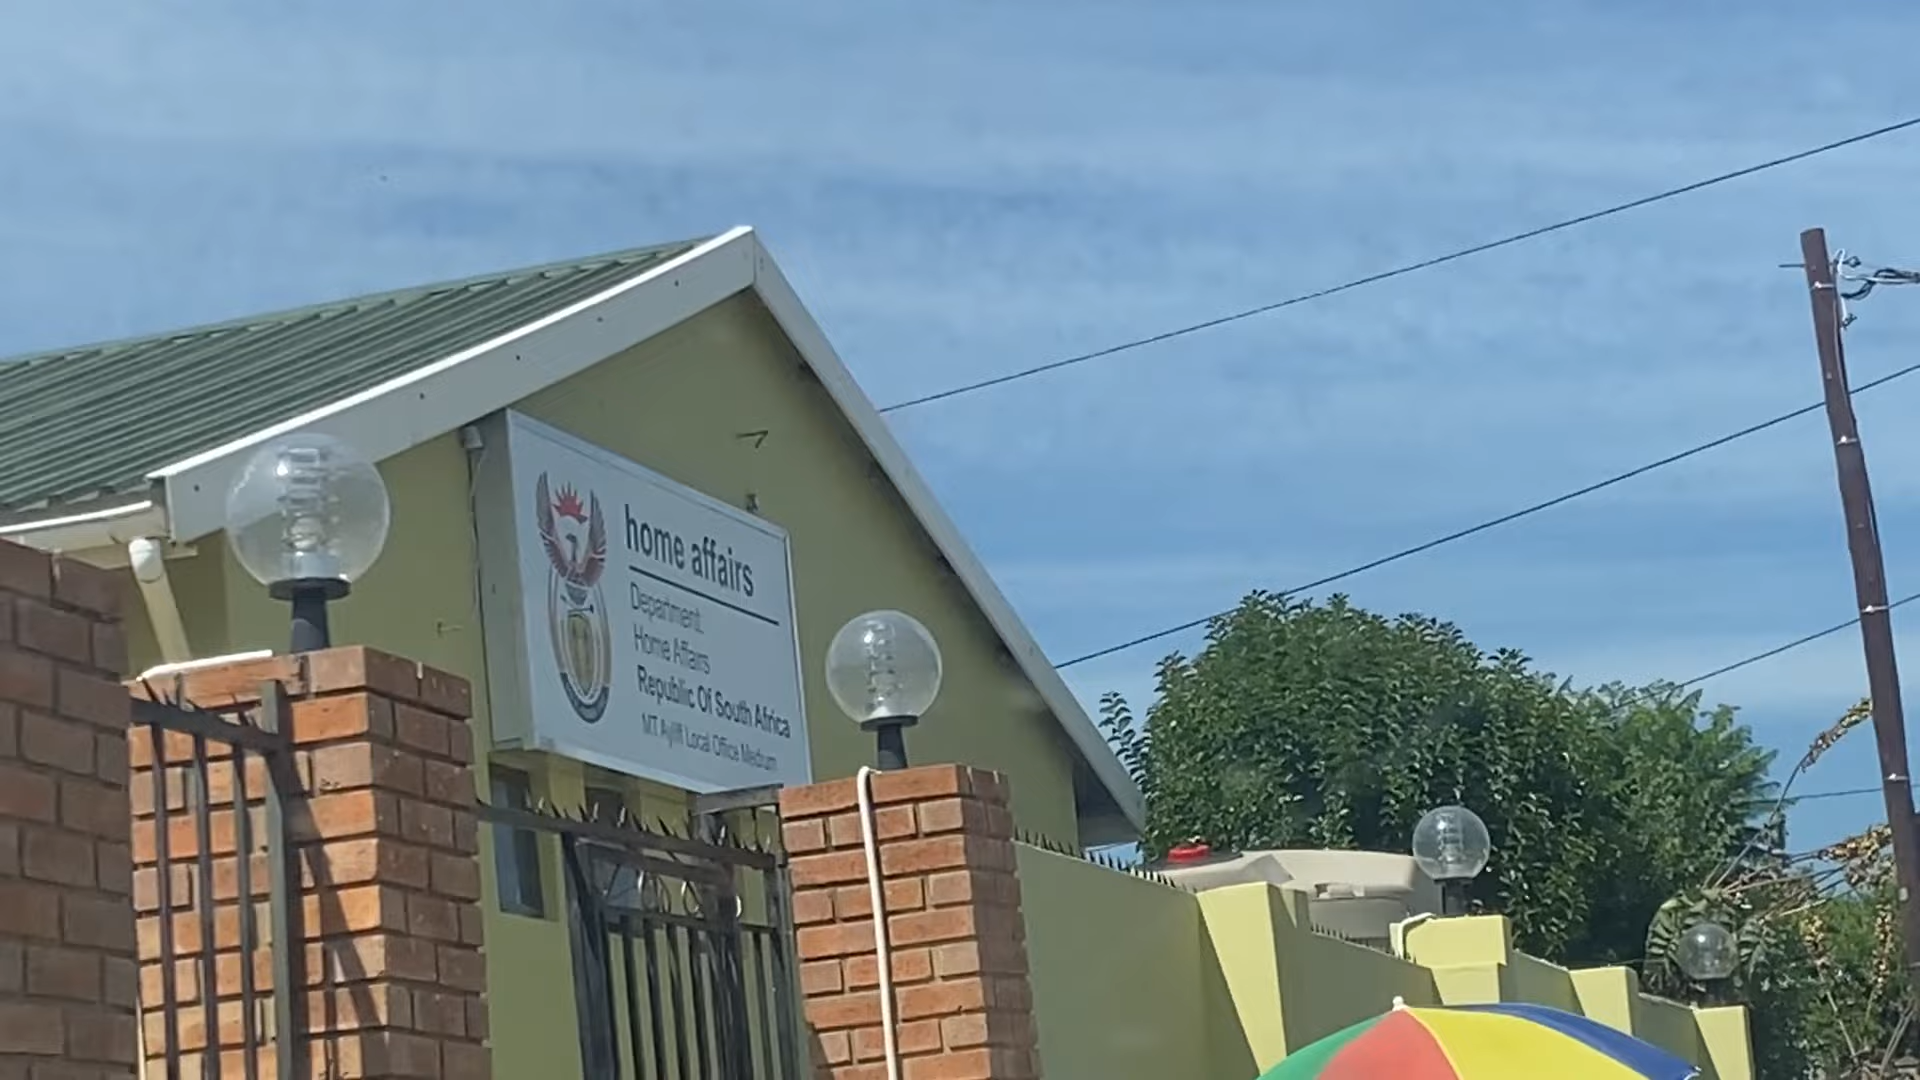 home affairs
Department:
Home Affairs
Republic Of South Africa
MT Ayliff Local Office Medium